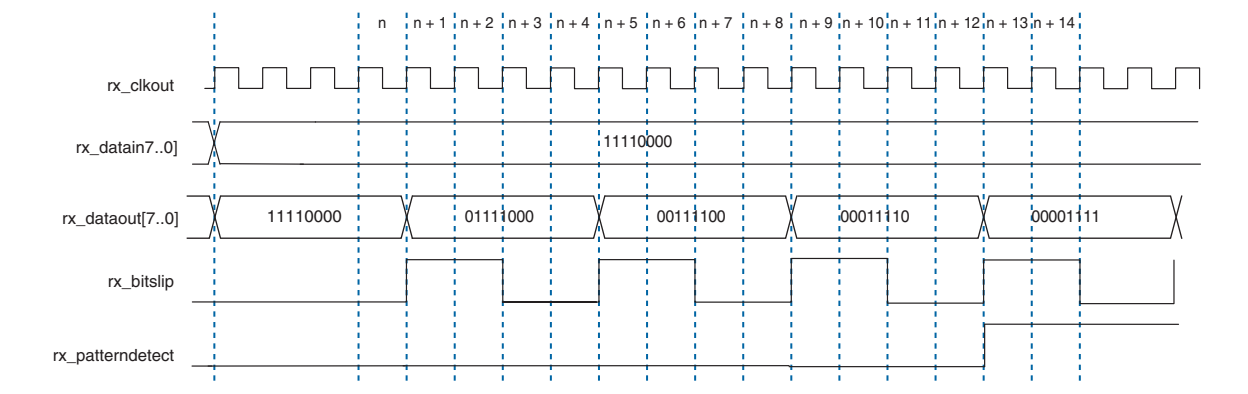 n n + 1 n + 2 n + 3 n + 4 n + 5 n + 6 n + 7 n + 8 n + 9 n + 10 n + 11 n + 12 n + 13 n + 14
rx_clkout
rx_datain7..0] 11110000
rx_dataout[7..0] 11110000 01111000 00111100 00011110 00001111
rx_bitslip
rx_patterndetect